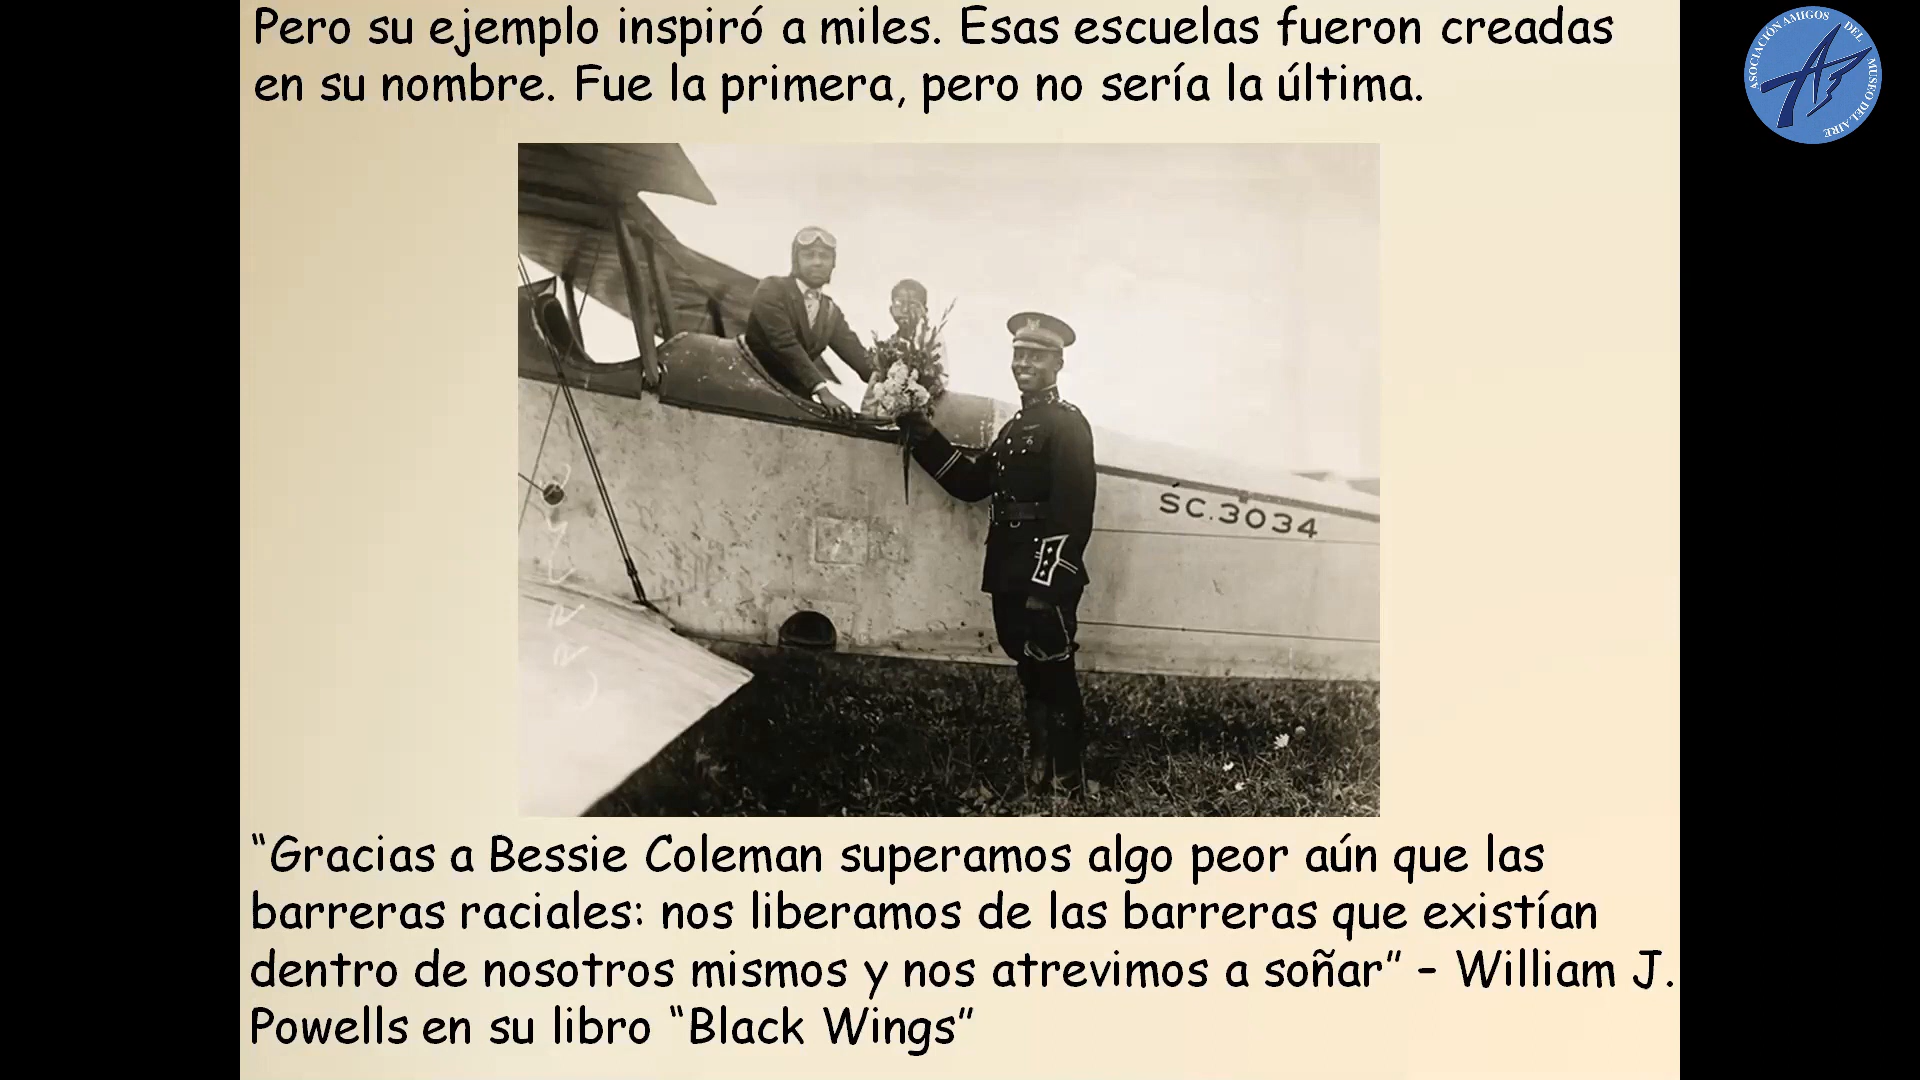 Pero su ejemplo inspiró a miles. Esas escuelas fueron creadas
en su nombre. Fue la primera, pero no sería la última.
ASOCIACIÓN AMIGOS DEL MUSEO DEL AIRE
SC.3034
“Gracias a Bessie Coleman superamos algo peor aún que las
barreras raciales: nos liberamos de las barreras que existían
dentro de nosotros mismos y nos atrevimos a soñar” – William J.
Powells en su libro “Black Wings”